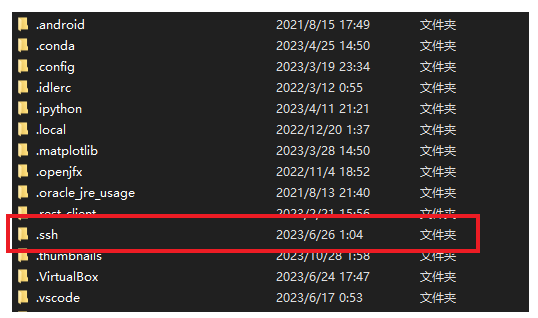 .android 2021/8/15 17:49 文件夹
.conda 2023/4/25 14:50 文件夹
.config 2023/3/19 23:34 文件夹
.idlerc 2022/3/12 0:55 文件夹
.ipython 2023/4/11 21:21 文件夹
.local 2022/12/20 1:37 文件夹
.matplotlib 2023/3/28 14:50 文件夹
.openjfx 2022/11/4 18:52 文件夹
.oracle_jre_usage 2021/8/13 21:40 文件夹
.rest-client 2023/2/21 15:56 文件夹
.ssh 2023/6/26 1:04 文件夹
.thumbnails 2023/10/28 1:58 文件夹
.VirtualBox 2023/6/24 17:47 文件夹
.vscode 2023/6/17 0:53 文件夹